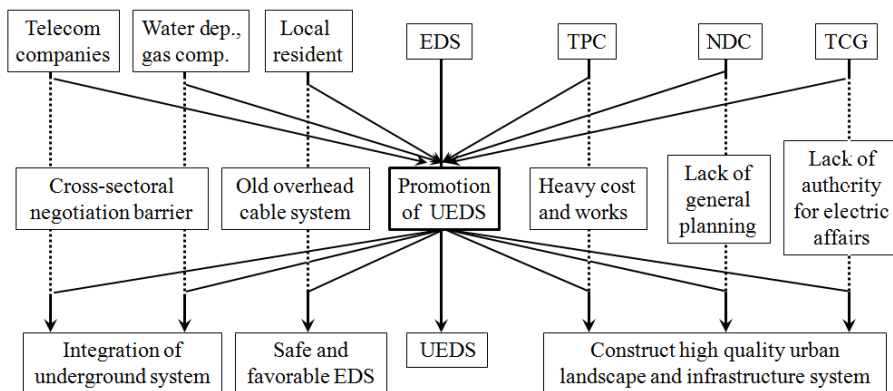 Telecom
companies
Water dep.,
gas comp.
Local
resident
EDS
TPC
NDC
TCG
Cross-sectoral
negotiation barrier
Old overhead
cable system
Promotion
of UEDS
Heavy cost
and works
Lack of
general
planning
Lack of
authority
for electric
affairs
Integration of
underground system
Safe and
favorable EDS
UEDS
Construct high quality urban
landscape and infrastructure system